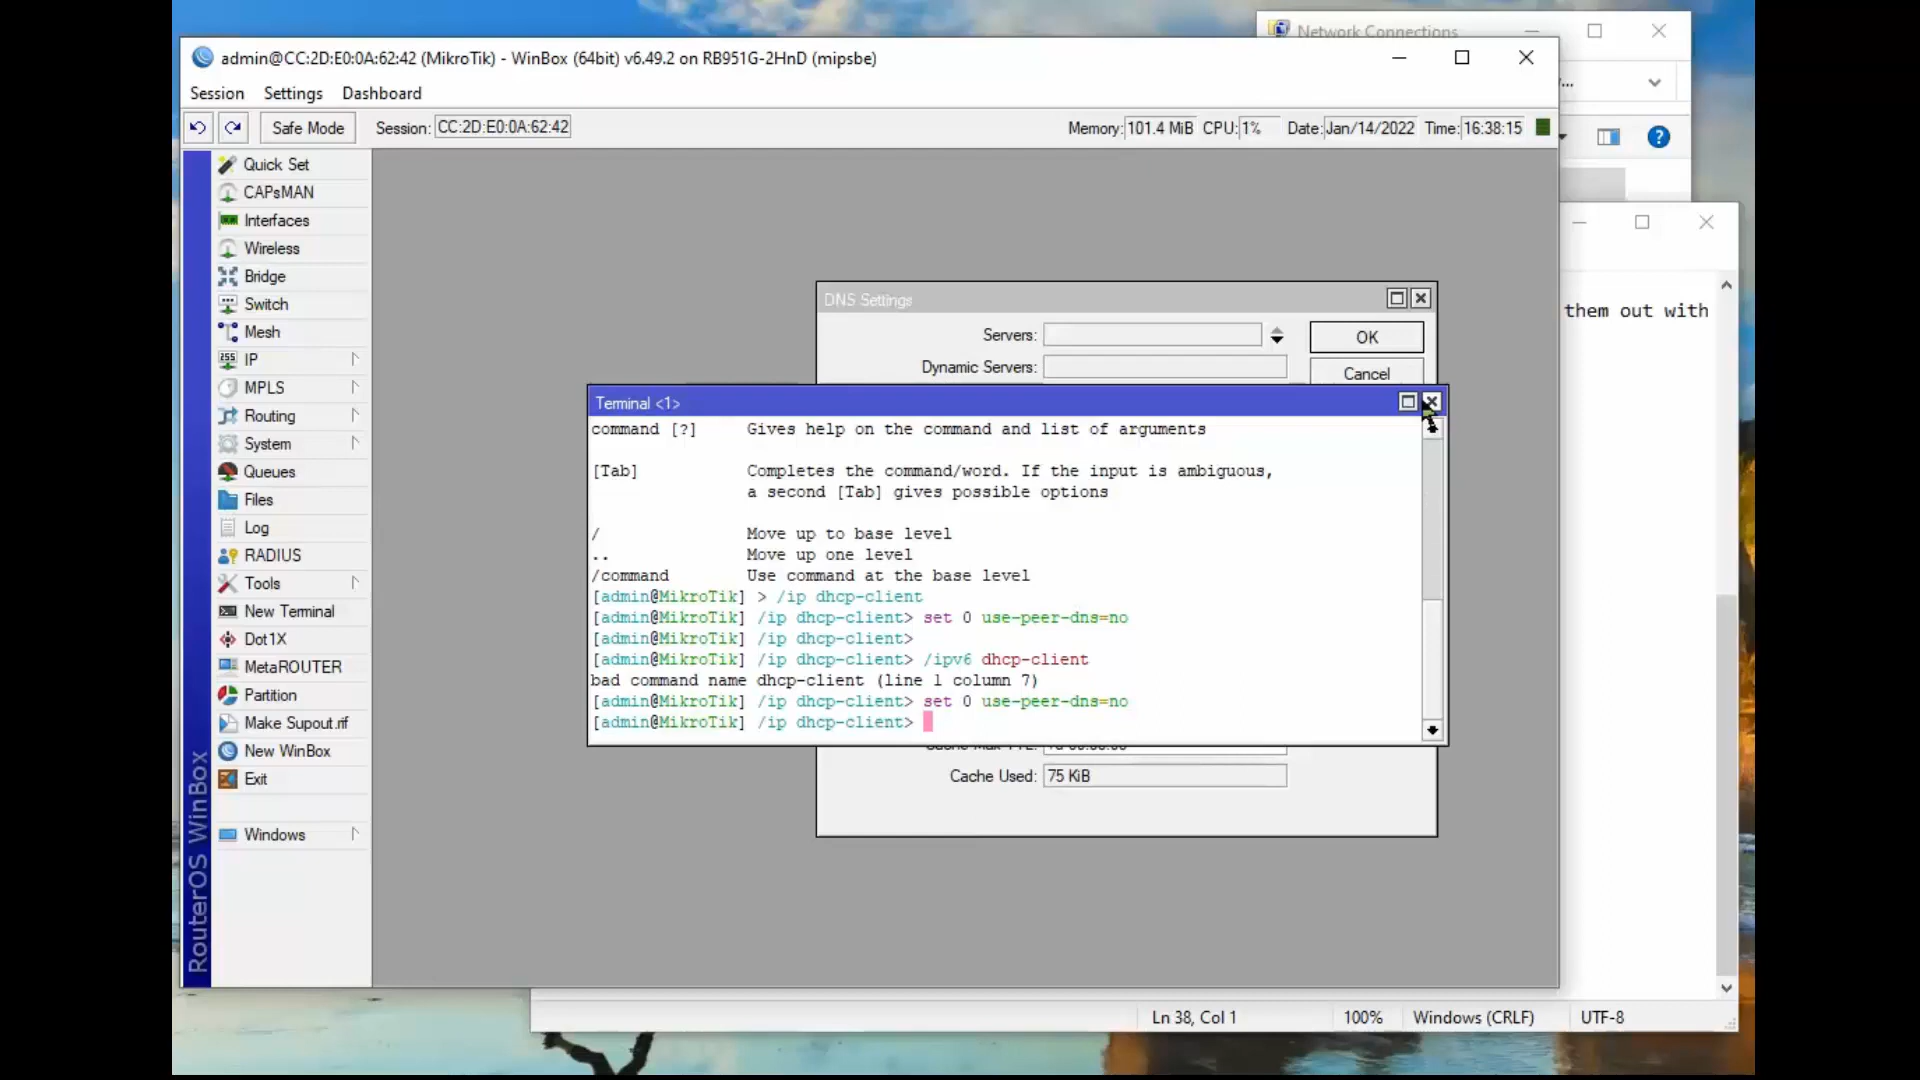 Network Connections
admin@CC:2D:E0:0A:62:42 (MikroTik) - WinBox (64bit) v6.49.2 on RB951G-2HnD (mipsbe)
Session Settings Dashboard
Safe Mode Session: CC:2D:E0:0A:62:42 Memory: 101.4 MiB CPU: 1% Date: Jan/14/2022 Time: 16:38:15
Quick Set
CAPsMAN
Interfaces
Wireless
Bridge
Switch
Mesh
IP
MPLS
Routing
System
Queues
Files
Log
RADIUS
Tools
New Terminal
Dot1X
MetaROUTER
Partition
Make Supout.rif
New WinBox
Exit
Windows
RouterOS WinBox
DNS Settings
Servers:
OK
Dynamic Servers:
Cancel
Terminal <1>
command [?] Gives help on the command and list of arguments
[Tab] Completes the command/word. If the input is ambiguous,
a second [Tab] gives possible options
/ Move up to base level
.. Move up one level
/command Use command at the base level
[admin@MikroTik] > /ip dhcp-client
[admin@MikroTik] /ip dhcp-client> set 0 use-peer-dns=no
[admin@MikroTik] /ip dhcp-client>
[admin@MikroTik] /ip dhcp-client> /ipv6 dhcp-client
bad command name dhcp-client (line 1 column 7)
[admin@MikroTik] /ip dhcp-client> set 0 use-peer-dns=no
[admin@MikroTik] /ip dhcp-client>
Cache Used: 75 KiB
them out with
Ln 38, Col 1 100% Windows (CRLF) UTF-8